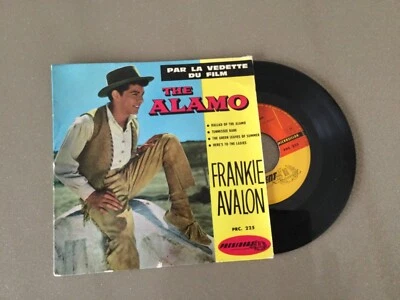 PAR LA VEDETTE
DU FILM
THE
ALAMO
BALLAD OF THE ALAMO
TENNESSEE BABE
THE GREEN LEAVES OF SUMMER
HERE'S TO THE LADIES
FRANKIE
AVALON
PRC. 225
PRESIDENT